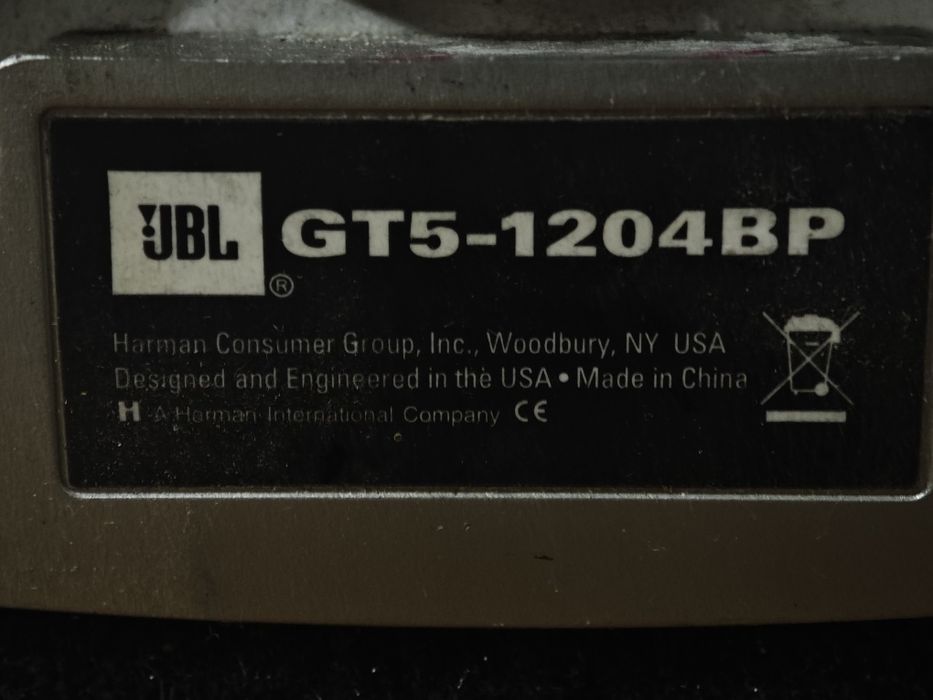 JBL® GT5-1204BP
Harman Consumer Group, Inc., Woodbury, NY USA
Designed and Engineered in the USA • Made in China
H A Harman International Company CE